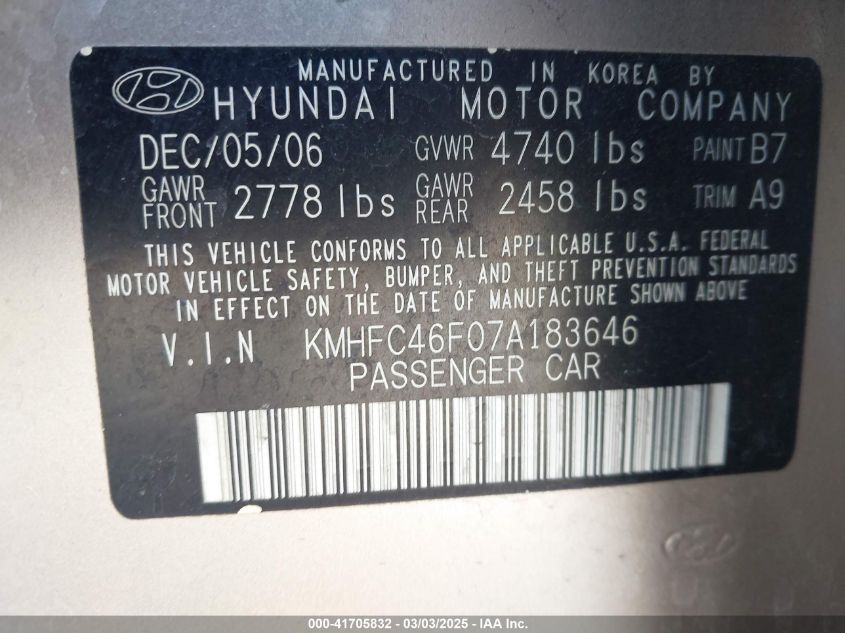 MANUFACTURED IN KOREA BY
HYUNDAI MOTOR COMPANY
DEC/05/06 GVWR 4740 lbs PAINT B7
GAWR FRONT 2778 lbs GAWR REAR 2458 lbs TRIM A9
THIS VEHICLE CONFORMS TO ALL APPLICABLE U.S.A. FEDERAL
MOTOR VEHICLE SAFETY, BUMPER, AND THEFT PREVENTION STANDARDS
IN EFFECT ON THE DATE OF MANUFACTURE SHOWN ABOVE
V.I.N KMHFC46F07A183646
PASSENGER CAR
000-41705832 - 03/03/2025 - IAA Inc.